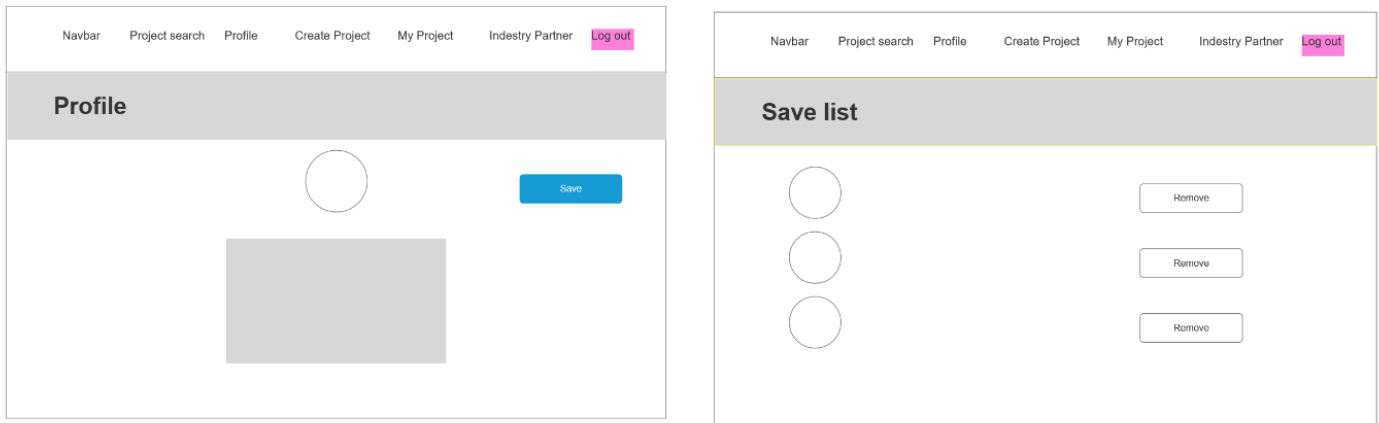 Navbar Project search Profile Create Project My Project Indestry Partner Log out
Profile
Save
Navbar Project search Profile Create Project My Project Indestry Partner Log out
Save list
Remove
Remove
Remove